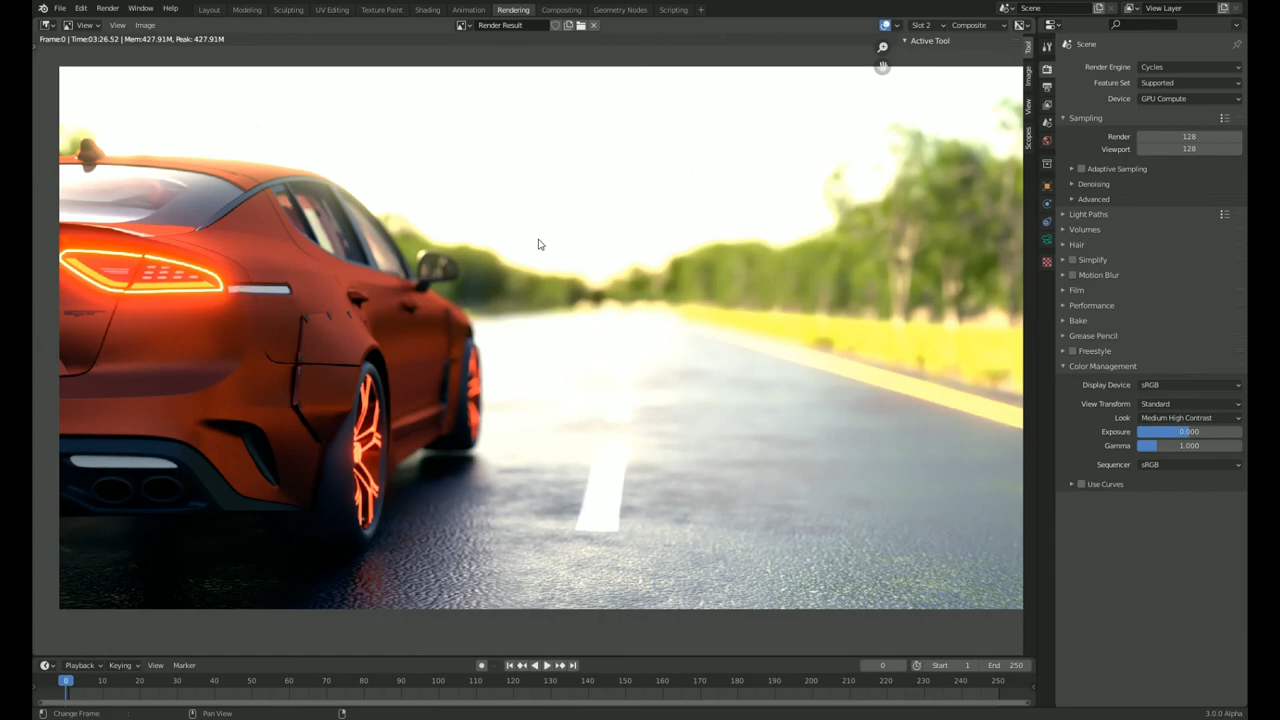 File Edit Render Window Help Layout Modeling Sculpting UV Editing Texture Paint Shading Animation Rendering Compositing Geometry Nodes Scripting + Scene View Layer
View View Image Render Result Slot 2 Composite
Frame:0 | Time:03:26.52 | Mem:427.91M, Peak: 427.91M
Active Tool
Tool
Image
View
Scopes
Scene
Render Engine Cycles
Feature Set Supported
Device GPU Compute
Sampling
Render 128
Viewport 128
Adaptive Sampling
Denoising
Advanced
Light Paths
Volumes
Hair
Simplify
Motion Blur
Film
Performance
Bake
Grease Pencil
Freestyle
Color Management
Display Device sRGB
View Transform Standard
Look Medium High Contrast
Exposure 0.000
Gamma 1.000
Sequencer sRGB
Use Curves
Playback Keying View Marker 0 Start 1 End 250
0 10 20 30 40 50 60 70 80 90 100 110 120 130 140 150 160 170 180 190 200 210 220 230 240 250
Change Frame Pan View 3.0.0 Alpha